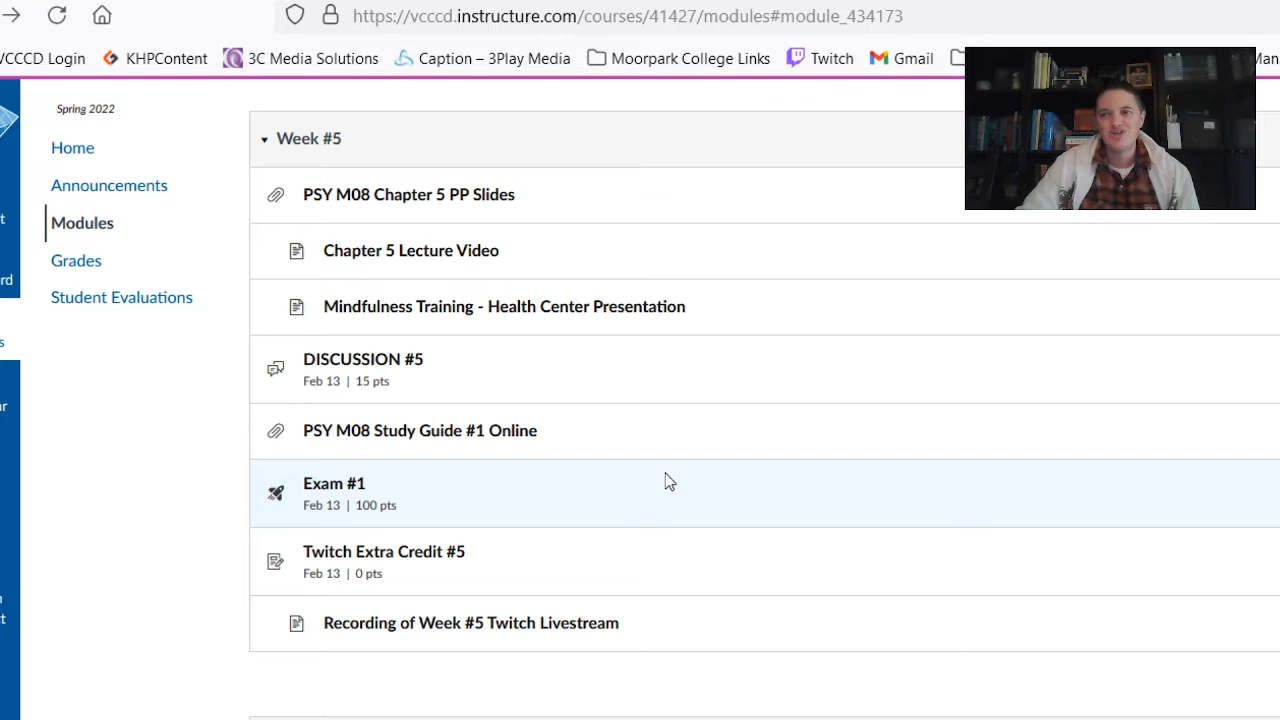 https://vcccd.instructure.com/courses/41427/modules#module_434173
VCCCD Login KHPContent 3C Media Solutions Caption – 3Play Media Moorpark College Links Twitch Gmail
Spring 2022
Home
Announcements
Modules
Grades
Student Evaluations
Week #5
PSY M08 Chapter 5 PP Slides
Chapter 5 Lecture Video
Mindfulness Training - Health Center Presentation
DISCUSSION #5
Feb 13 | 15 pts
PSY M08 Study Guide #1 Online
Exam #1
Feb 13 | 100 pts
Twitch Extra Credit #5
Feb 13 | 0 pts
Recording of Week #5 Twitch Livestream